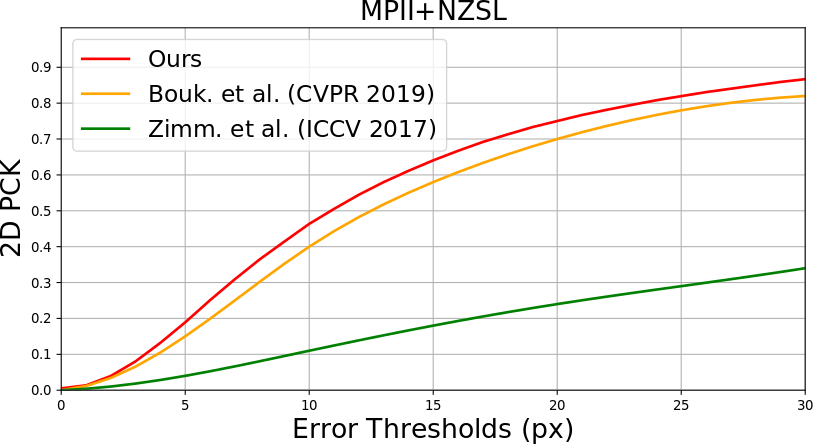 MPII+NZSL
Ours
Bouk. et al. (CVPR 2019)
Zimm. et al. (ICCV 2017)
2D PCK
0.9
0.8
0.7
0.6
0.5
0.4
0.3
0.2
0.1
0.0
0 5 10 15 20 25 30
Error Thresholds (px)